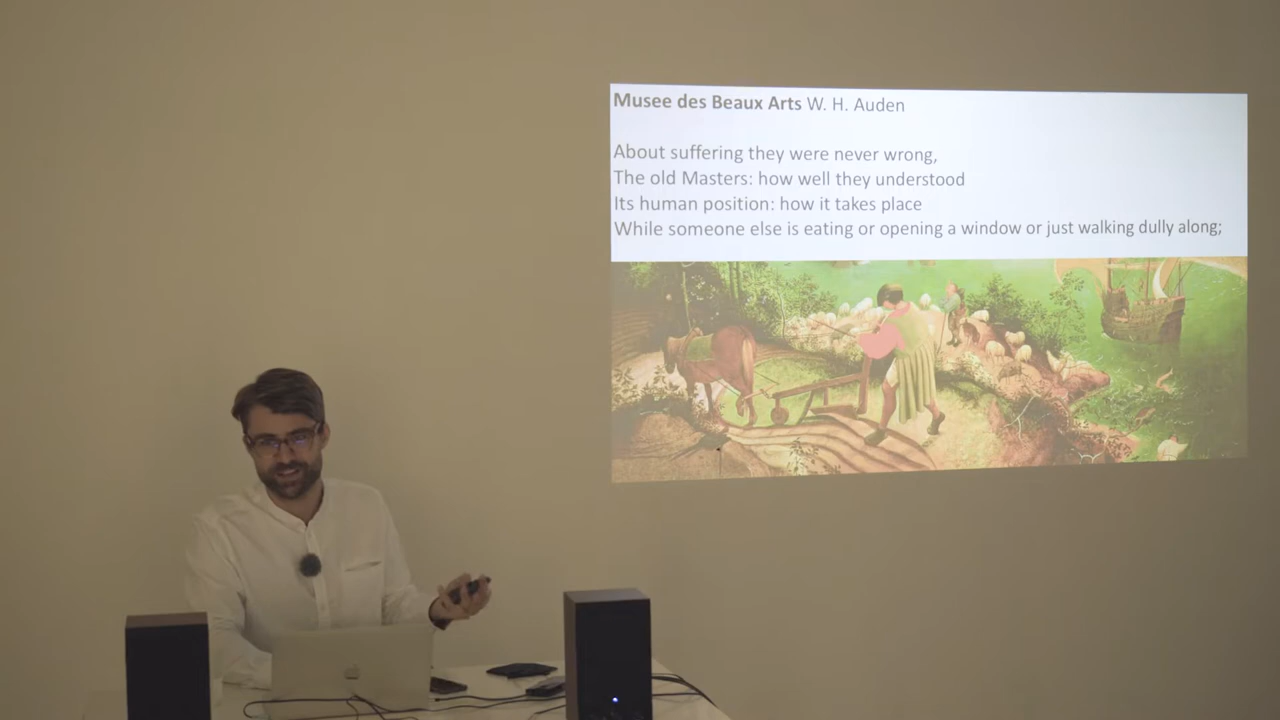 Musee des Beaux Arts W. H. Auden
About suffering they were never wrong,
The old Masters: how well they understood
Its human position: how it takes place
While someone else is eating or opening a window or just walking dully along;